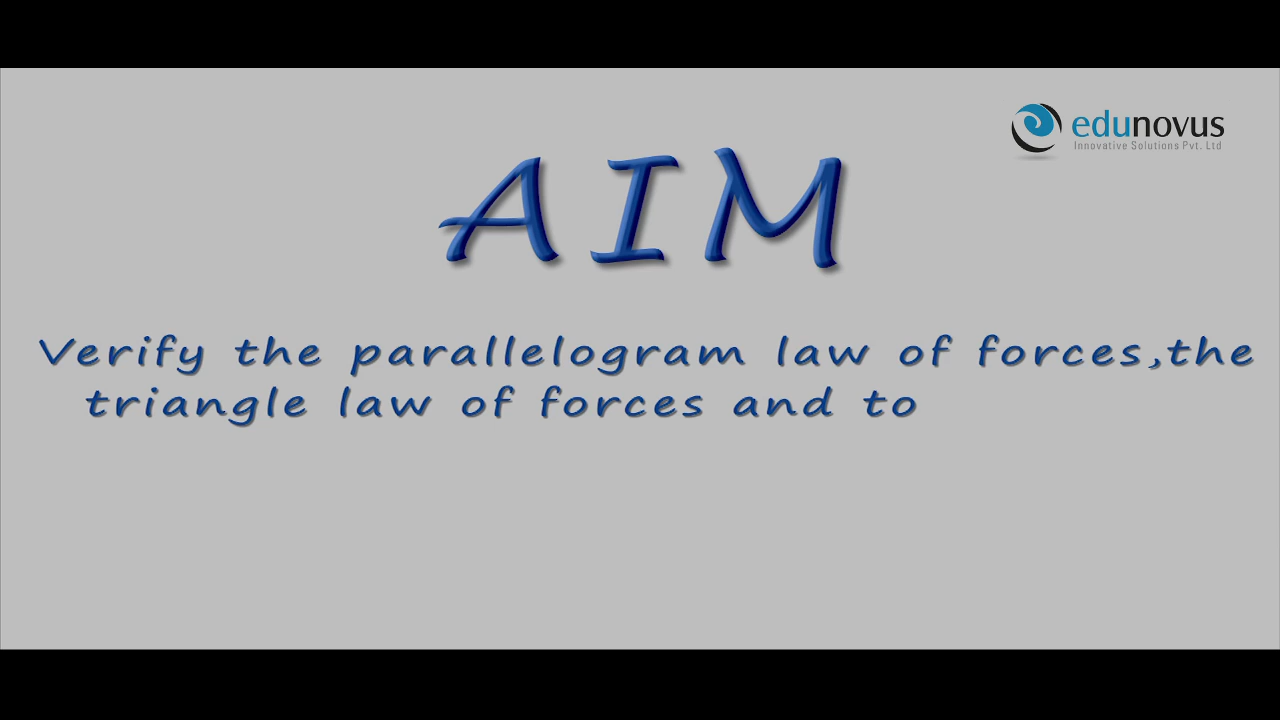 edunovus
Innovative Solutions Pvt. Ltd
AIM
Verify the parallelogram law of forces,the
triangle law of forces and to